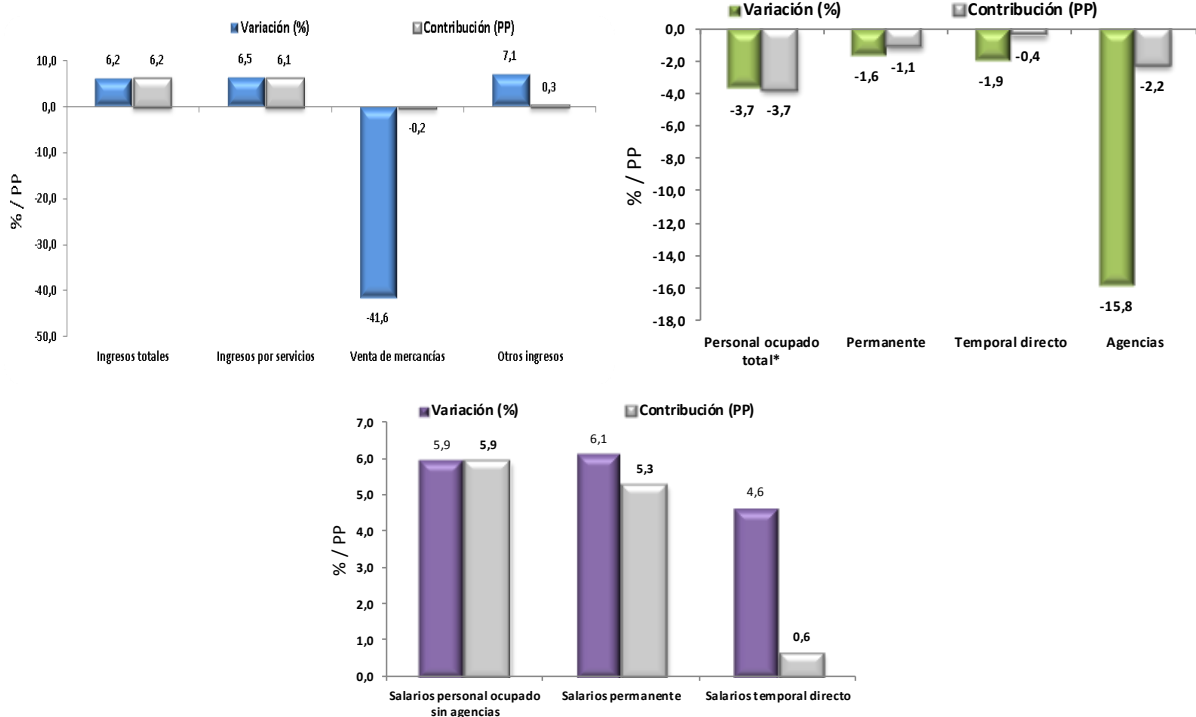 Variación (%) Contribución (PP)
% / PP
10,0
0,0
-10,0
-20,0
-30,0
-40,0
-50,0
6,2 6,2
6,5 6,1
-41,6 -0,2
7,1 0,3
Ingresos totales
Ingresos por servicios
Venta de mercancías
Otros ingresos
Variación (%) Contribución (PP)
% / PP
0,0
-2,0
-4,0
-6,0
-8,0
-10,0
-12,0
-14,0
-16,0
-18,0
-3,7 -3,7
-1,6 -1,1
-1,9 -0,4
-15,8 -2,2
Personal ocupado
total*
Permanente
Temporal directo
Agencias
Variación (%) Contribución (PP)
% / PP
7,0
6,0
5,0
4,0
3,0
2,0
1,0
0,0
5,9 5,9
6,1 5,3
4,6 0,6
Salarios personal ocupado
sin agencias
Salarios permanente
Salarios temporal directo